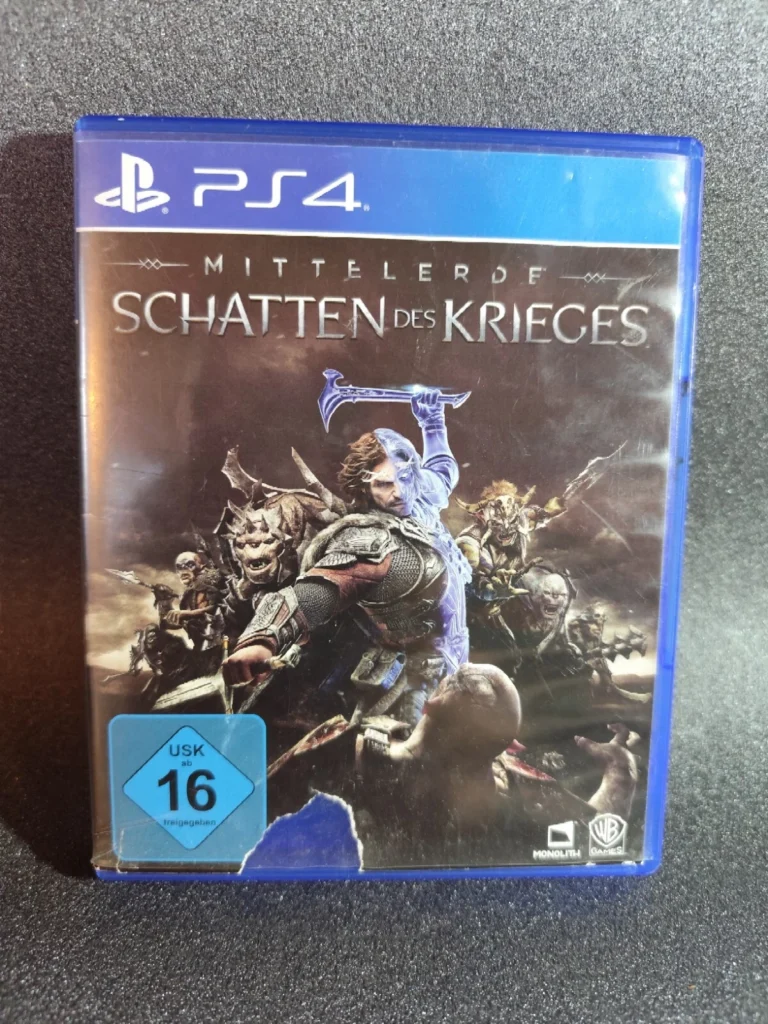 PS4
MITTELERDE
SCHATTEN DES KRIEGES
USK
ab
16
freigegeben
MONOLITH
WB
GAMES